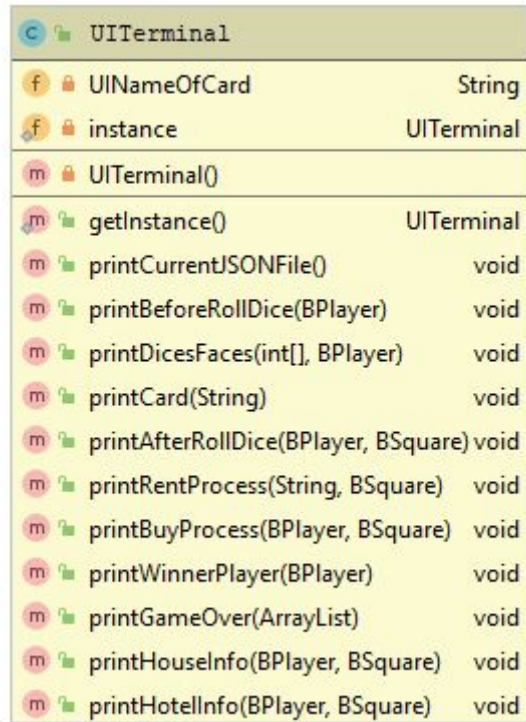 C UITerminal
f UINameOfCard String
f instance UITerminal
m UITerminal()
m getInstance() UITerminal
m printCurrentJSONFile() void
m printBeforeRollDice(BPlayer) void
m printDicesFaces(int[], BPlayer) void
m printCard(String) void
m printAfterRollDice(BPlayer, BSquare) void
m printRentProcess(String, BSquare) void
m printBuyProcess(BPlayer, BSquare) void
m printWinnerPlayer(BPlayer) void
m printGameOver(ArrayList) void
m printHouseInfo(BPlayer, BSquare) void
m printHotelInfo(BPlayer, BSquare) void